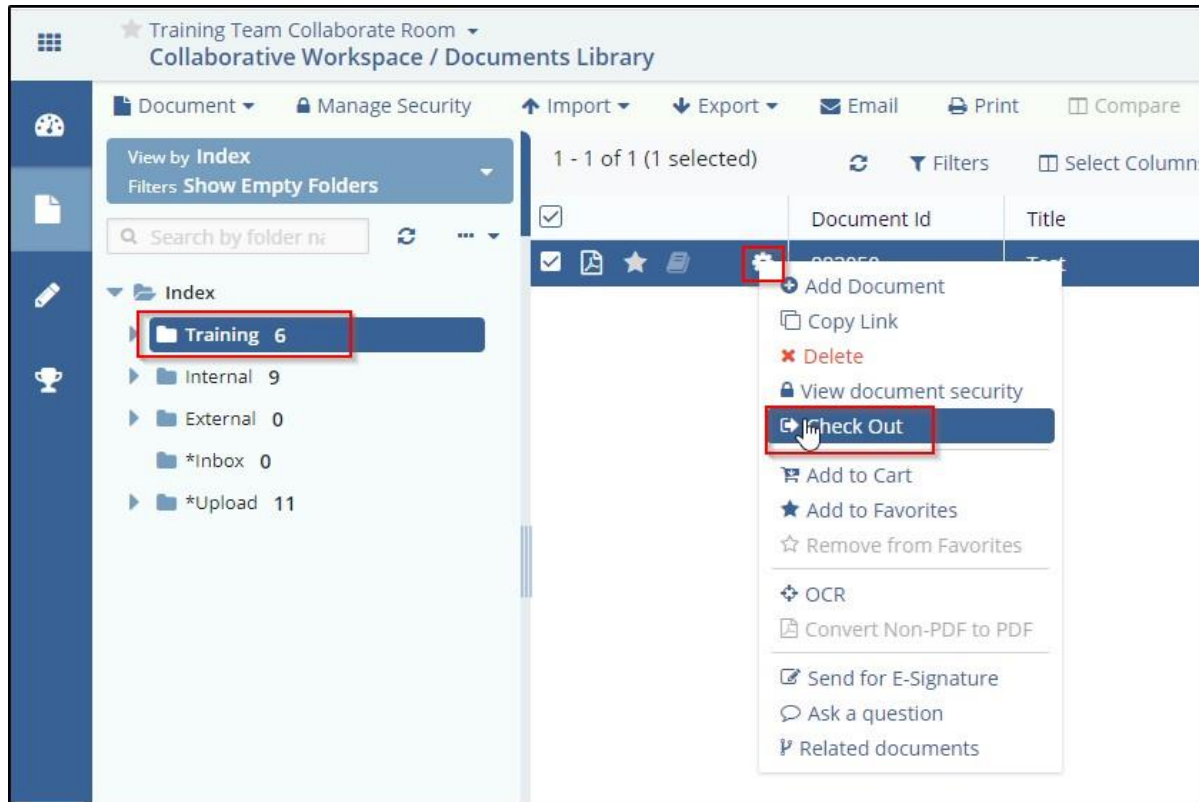 Training Team Collaborate Room
Collaborative Workspace / Documents Library
Document Manage Security Import Export Email Print Compare
View by Index
Filters Show Empty Folders
1 - 1 of 1 (1 selected) Filters Select Column
Search by folder
Document Id Title
Index
Training 6
Internal 9
External 0
*Inbox 0
*Upload 11
Add Document
Copy Link
Delete
View document security
Check Out
Add to Cart
Add to Favorites
Remove from Favorites
OCR
Convert Non-PDF to PDF
Send for E-Signature
Ask a question
Related documents